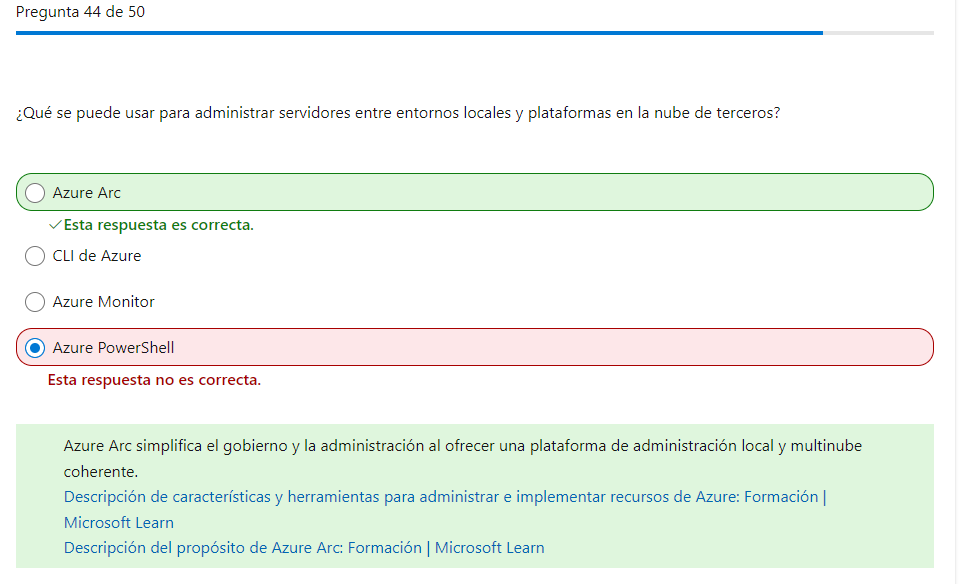 Pregunta 44 de 50
¿Qué se puede usar para administrar servidores entre entornos locales y plataformas en la nube de terceros?
Azure Arc
✓Esta respuesta es correcta.
CLI de Azure
Azure Monitor
Azure PowerShell
Esta respuesta no es correcta.
Azure Arc simplifica el gobierno y la administración al ofrecer una plataforma de administración local y multinube
coherente.
Descripción de características y herramientas para administrar e implementar recursos de Azure: Formación |
Microsoft Learn
Descripción del propósito de Azure Arc: Formación | Microsoft Learn